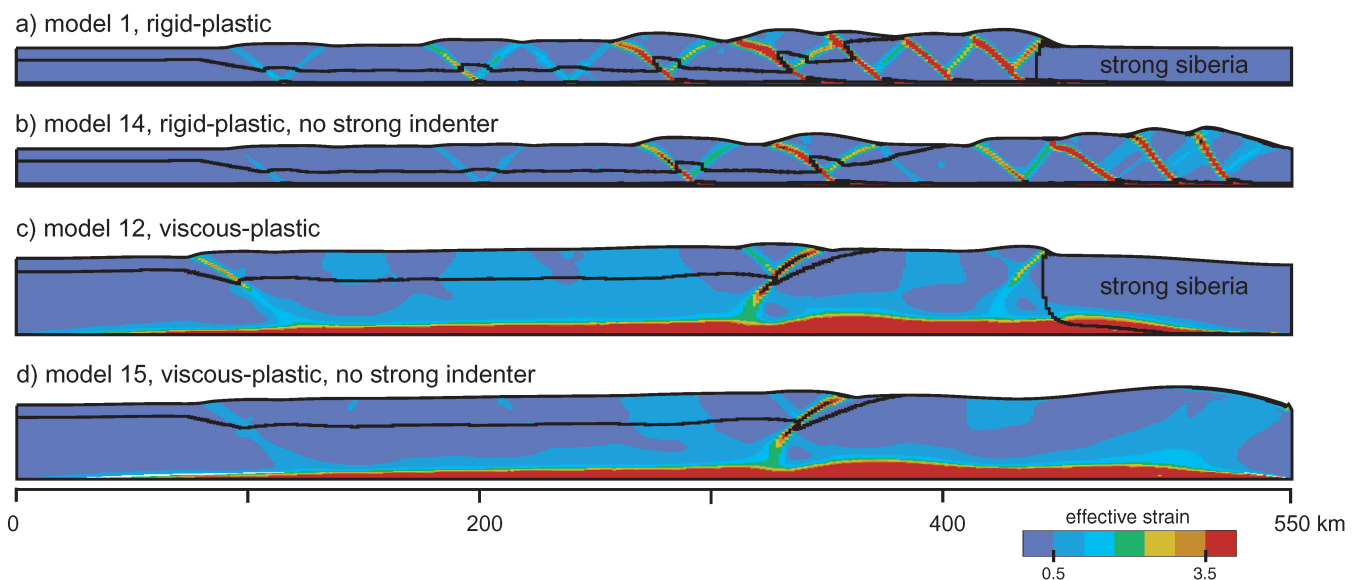 a) model 1, rigid-plastic
strong siberia
b) model 14, rigid-plastic, no strong indenter
c) model 12, viscous-plastic
strong siberia
d) model 15, viscous-plastic, no strong indenter
0 200 400 550 km
effective strain
0.5 3.5